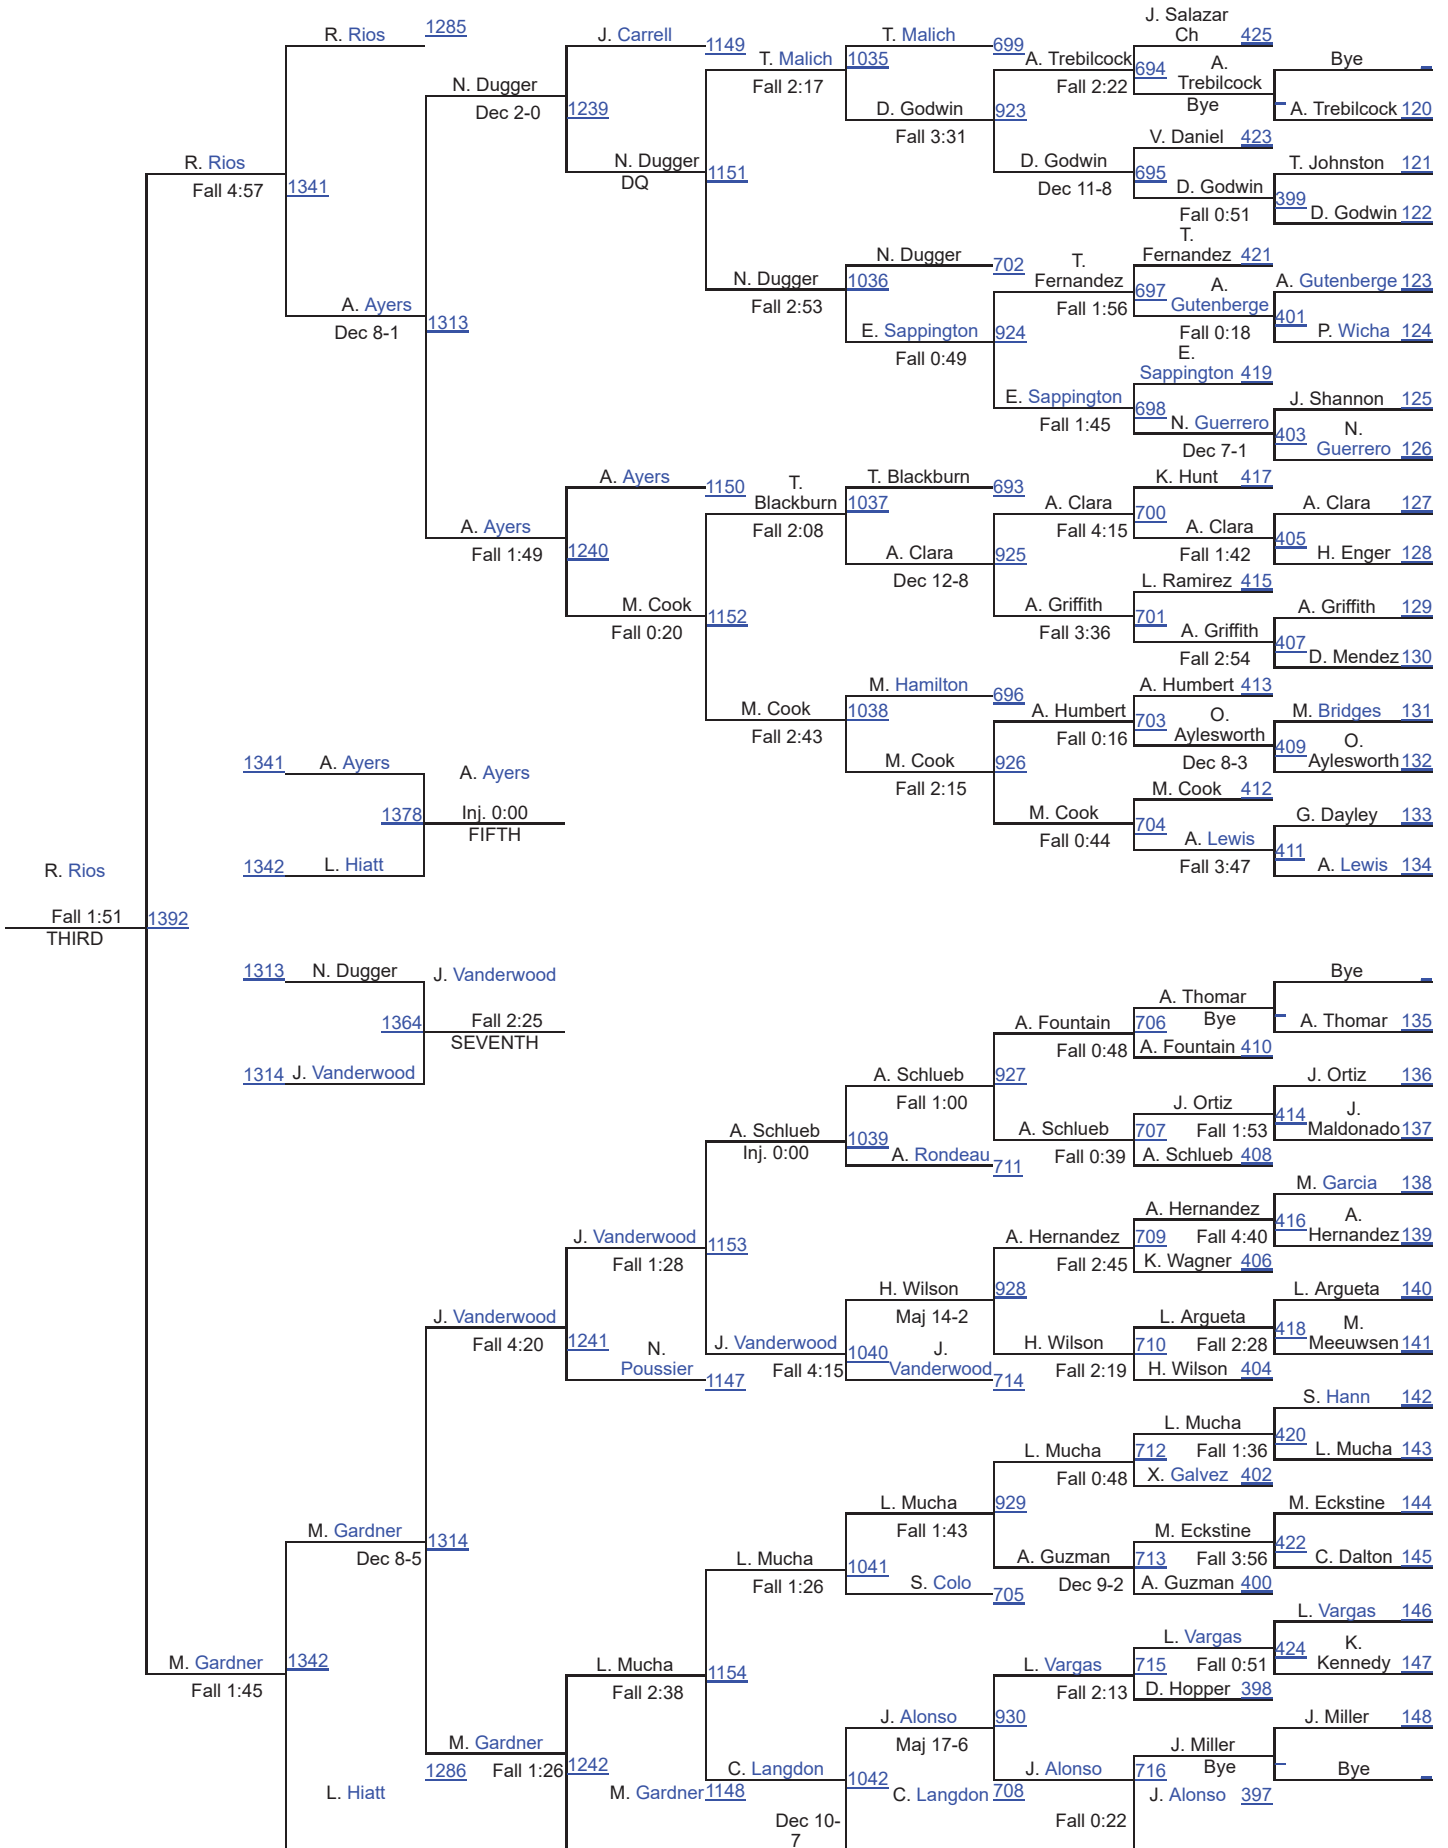 J. Salazar
Ch 425
R. Rios 1285
J. Carrell 1149
T. Malich 699
T. Malich 1035
Fall 2:17
A. Trebilcock 694
Fall 2:22
A.
Trebilcock
Bye
Bye
A. Trebilcock 120
N. Dugger
Dec 2-0
1239
D. Godwin 923
Fall 3:31
V. Daniel 423
N. Dugger
DQ
1151
D. Godwin 695
Dec 11-8
D. Godwin 399
Fall 0:51
T. Johnston 121
D. Godwin 122
R. Rios
Fall 4:57
1341
T.
Fernandez 421
N. Dugger 702
N. Dugger 1036
Fall 2:53
T.
Fernandez 697
Fall 1:56
A.
Gutenberge 401
Fall 0:18
A. Gutenberge 123
P. Wicha 124
A. Ayers
Dec 8-1
1313
E. Sappington 924
Fall 0:49
E.
Sappington 419
E. Sappington 698
Fall 1:45
N. Guerrero 403
Dec 7-1
J. Shannon 125
N.
Guerrero 126
A. Ayers 1150
T.
Blackburn 1037
Fall 2:08
T. Blackburn 693
K. Hunt 417
A. Clara 700
Fall 4:15
A. Clara 405
Fall 1:42
A. Clara 127
H. Enger 128
A. Ayers
Fall 1:49
1240
A. Clara 925
Dec 12-8
L. Ramirez 415
M. Cook
Fall 0:20
1152
A. Griffith 701
Fall 3:36
A. Griffith 407
Fall 2:54
A. Griffith 129
D. Mendez 130
M. Hamilton 696
A. Humbert 413
M. Cook 1038
Fall 2:43
A. Humbert 703
Fall 0:16
O.
Aylesworth 409
Dec 8-3
M. Bridges 131
O.
Aylesworth 132
1341 A. Ayers
A. Ayers
M. Cook 926
Fall 2:15
M. Cook 412
1378 Inj. 0:00
FIFTH
M. Cook 704
Fall 0:44
A. Lewis 411
Fall 3:47
G. Dayley 133
A. Lewis 134
1342 L. Hiatt
R. Rios
Fall 1:51
THIRD
1392
1313 N. Dugger
J. Vanderwood
1364 Fall 2:25
SEVENTH
1314 J. Vanderwood
Bye
A. Thomar
Bye
A. Thomar 135
A. Fountain 706
Fall 0:48
A. Fountain 410
A. Schlueb 927
Fall 1:00
J. Ortiz 136
J. Ortiz 414
Fall 1:53
J.
Maldonado 137
A. Schlueb 1039
Inj. 0:00
A. Rondeau 711
A. Schlueb 707
Fall 0:39
A. Schlueb 408
M. Garcia 138
A. Hernandez 416
Fall 4:40
A.
Hernandez 139
J. Vanderwood 1153
Fall 1:28
A. Hernandez 709
Fall 2:45
K. Wagner 406
H. Wilson 928
Maj 14-2
L. Argueta 140
L. Argueta 418
Fall 2:28
M.
Meeuwsen 141
J. Vanderwood
Fall 4:20
1241
N.
Poussier 1147
J. Vanderwood 1040
Fall 4:15
J.
Vanderwood 714
H. Wilson 710
Fall 2:19
H. Wilson 404
S. Hann 142
L. Mucha 420
Fall 1:36
L. Mucha 143
L. Mucha 712
Fall 0:48
X. Galvez 402
L. Mucha 929
Fall 1:43
M. Eckstine 144
M. Eckstine 422
Fall 3:56
C. Dalton 145
M. Gardner
Dec 8-5
1314
L. Mucha 1041
Fall 1:26
S. Colo 705
A. Guzman 713
Dec 9-2
A. Guzman 400
L. Vargas 146
L. Vargas 424
Fall 0:51
K.
Kennedy 147
M. Gardner
Fall 1:45
1342
L. Mucha 1154
Fall 2:38
L. Vargas 715
Fall 2:13
D. Hopper 398
J. Alonso 930
Maj 17-6
J. Miller 148
J. Miller
Bye
Bye
M. Gardner
Fall 1:26
1286
1242
L. Hiatt
M. Gardner 1148
C. Langdon 1042
Dec 10-
7
C. Langdon 708
J. Alonso 716
Fall 0:22
J. Alonso 397